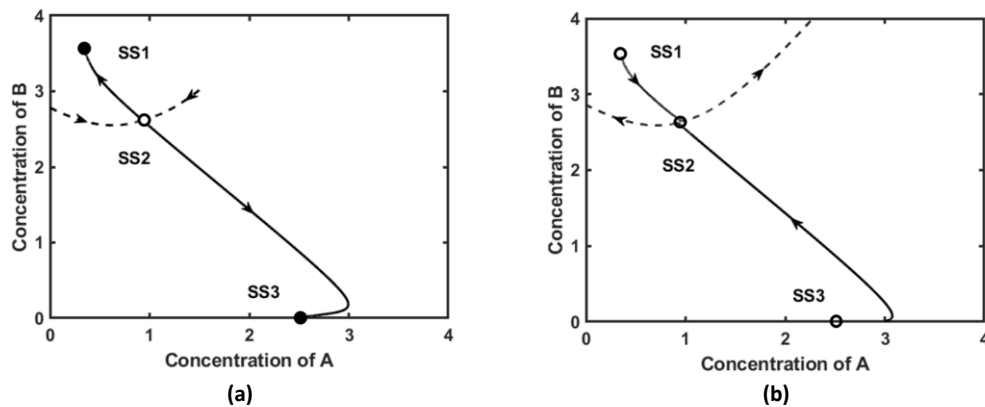 4
3
2
1
0
Concentration of B
SS1
SS2
SS3
0 1 2 3 4
Concentration of A
(a)
4
3
2
1
0
Concentration of B
SS1
SS2
SS3
0 1 2 3 4
Concentration of A
(b)